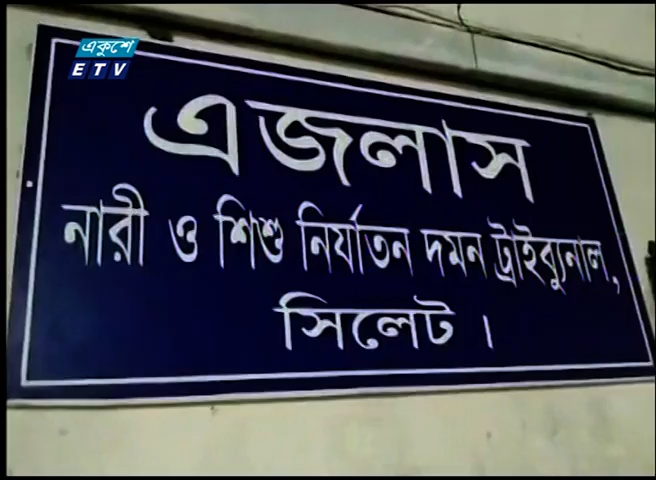 একুশে
ETV
এজলাস
নারী ও শিশু নির্যাতন দমন ট্রাইব্যুনাল,
সিলেট ।